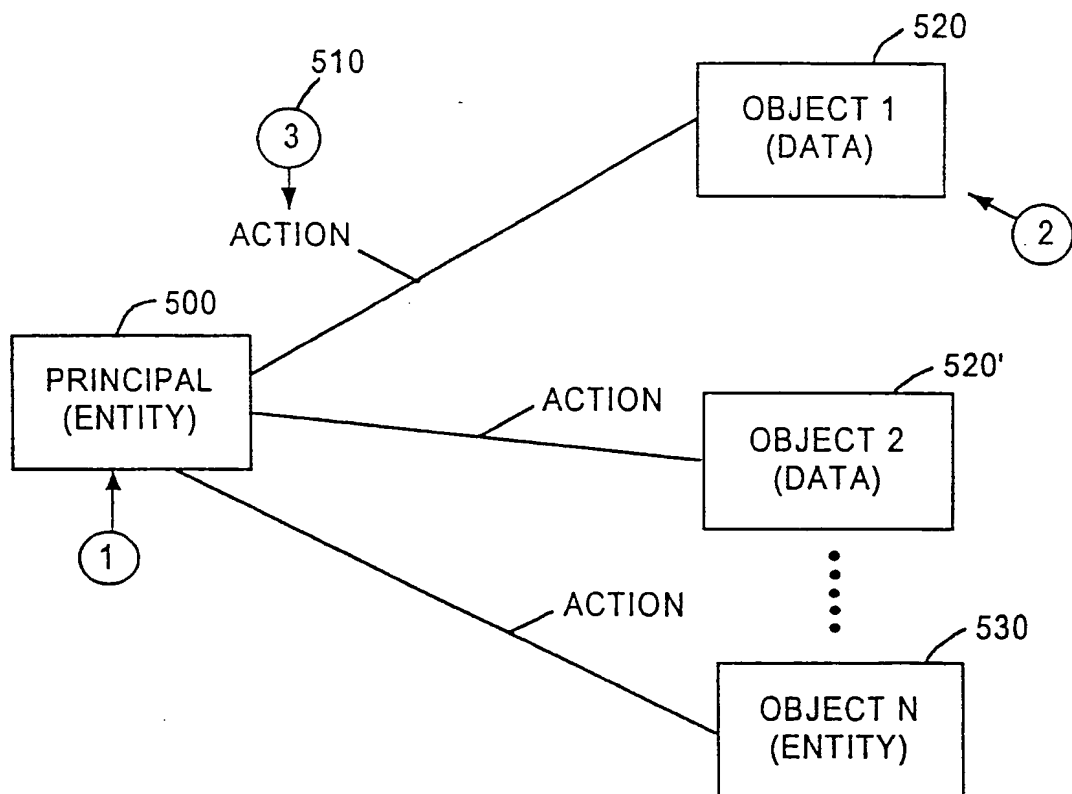 520
510
OBJECT 1
(DATA)
3
2
ACTION
500
PRINCIPAL
(ENTITY)
520'
ACTION
OBJECT 2
(DATA)
1
ACTION
530
OBJECT N
(ENTITY)